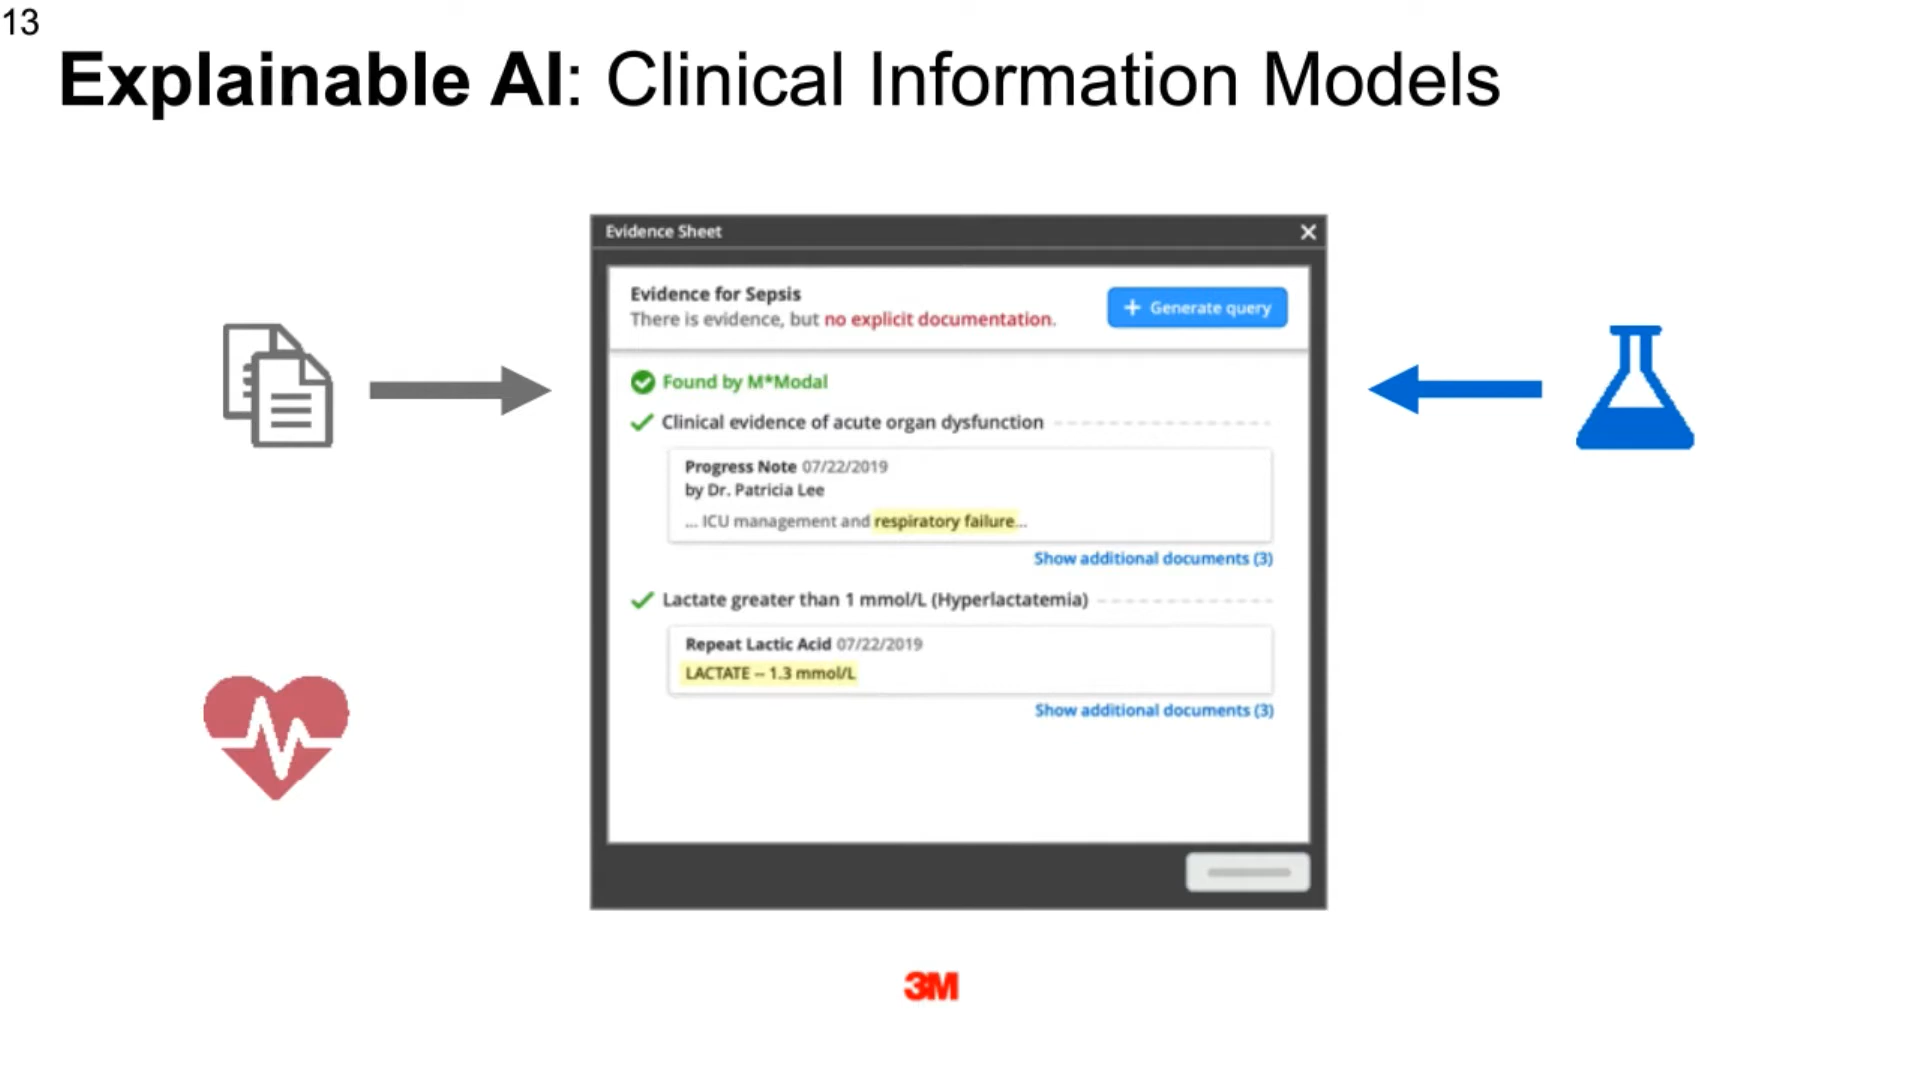 13
Explainable AI: Clinical Information Models
Evidence Sheet
Evidence for Sepsis
There is evidence, but no explicit documentation.
+ Generate query
Found by M*Modal
Clinical evidence of acute organ dysfunction
Progress Note 07/22/2019
by Dr. Patricia Lee
... ICU management and respiratory failure...
Show additional documents (3)
Lactate greater than 1 mmol/L (Hyperlactatemia)
Repeat Lactic Acid 07/22/2019
LACTATE -- 1.3 mmol/L
Show additional documents (3)
3M